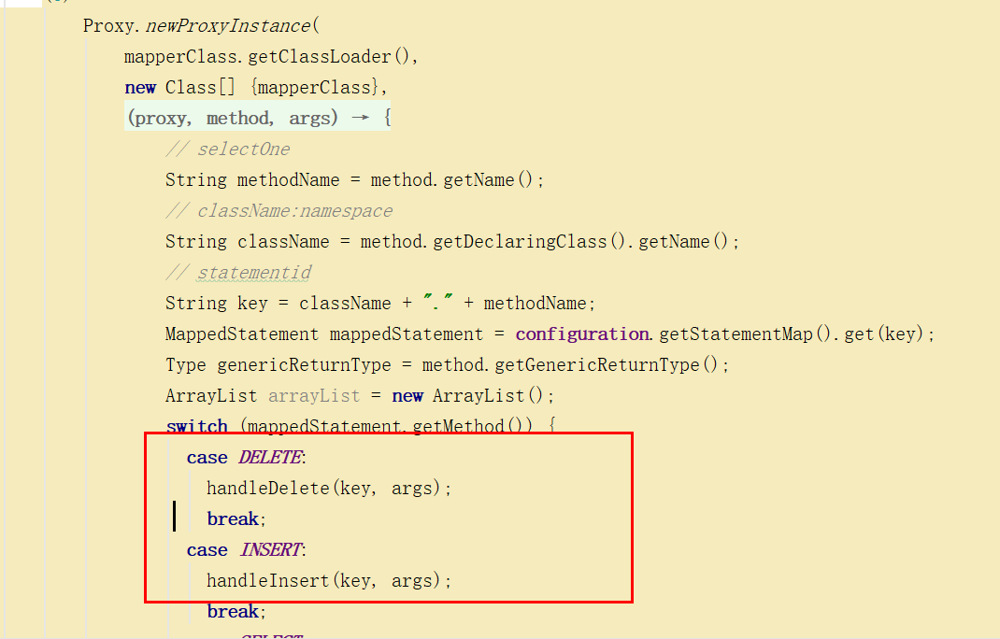 Proxy.newProxyInstance(
mapperClass.getClassLoader(),
new Class[] {mapperClass},
(proxy, method, args) → {
// selectOne
String methodName = method.getName();
// className:namespace
String className = method.getDeclaringClass().getName();
// statementid
String key = className + "." + methodName;
MappedStatement mappedStatement = configuration.getStatementMap().get(key);
Type genericReturnType = method.getGenericReturnType();
ArrayList arrayList = new ArrayList();
switch (mappedStatement.getMethod()) {
case DELETE:
handleDelete(key, args);
break;
case INSERT:
handleInsert(key, args);
break;